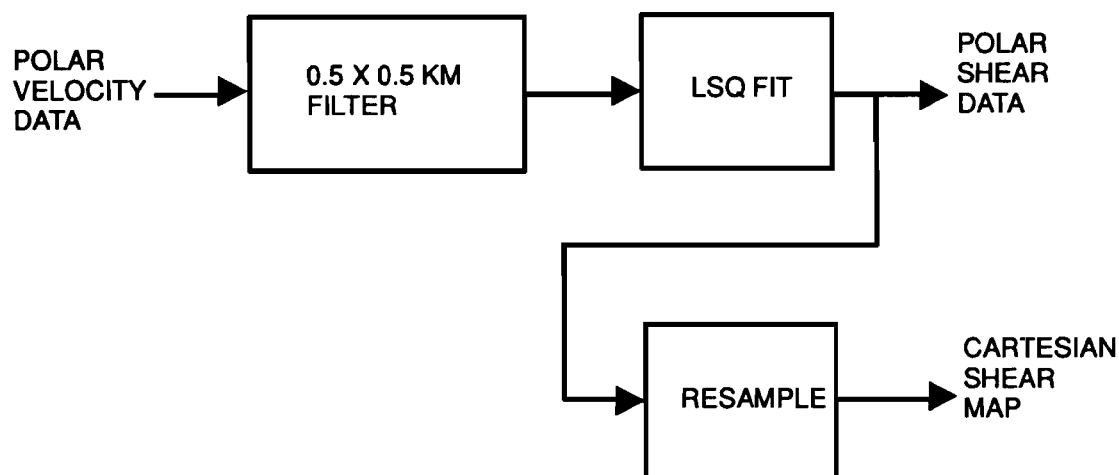 POLAR
VELOCITY
DATA
0.5 X 0.5 KM
FILTER
LSQ FIT
POLAR
SHEAR
DATA
RESAMPLE
CARTESIAN
SHEAR
MAP